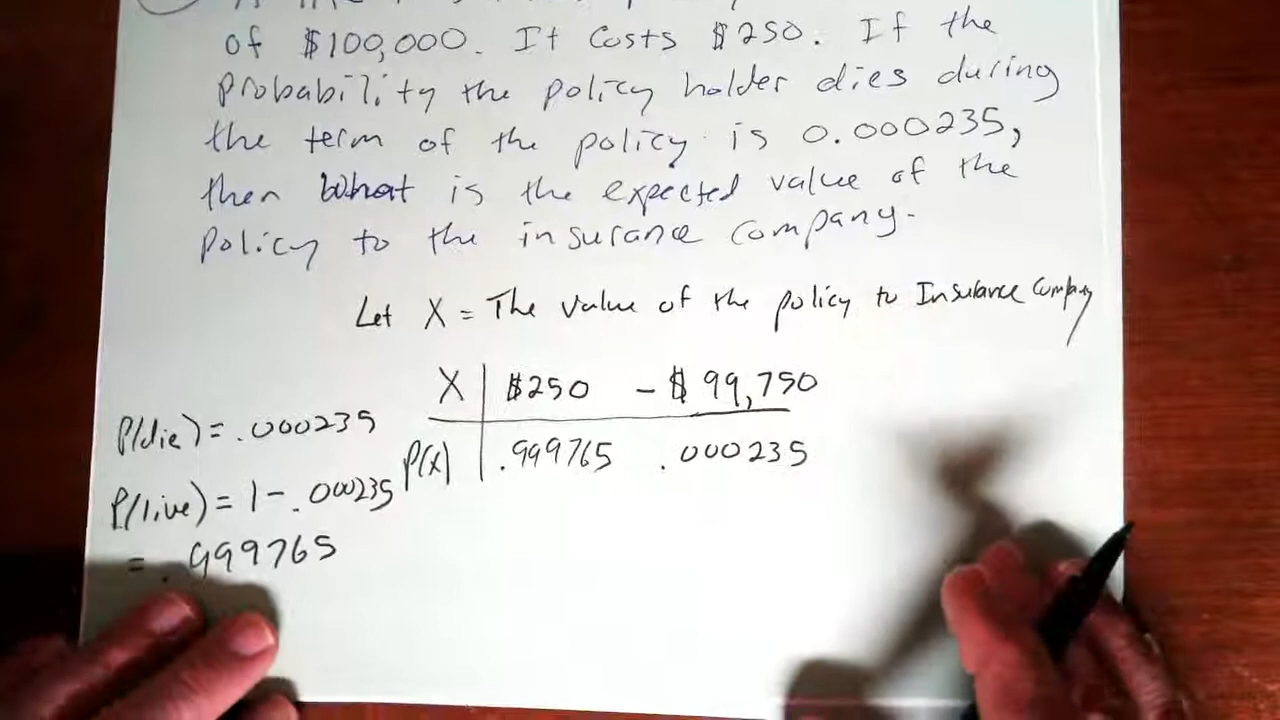 of $100,000. It costs $250. If the
probability the policy holder dies during
the term of the policy is 0.000235,
then what is the expected value of the
policy to the insurance company.
Let X = The value of the policy to Insurance Company
X $250 - $99,750
P(x) .999765 .000235
P(die) = .000235
P(live) = 1 - .000235
= .999765